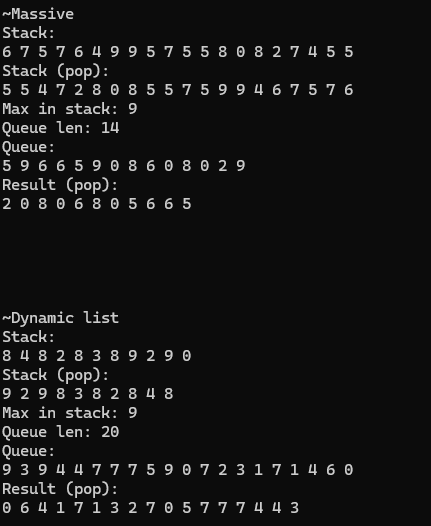 ~Massive
Stack:
6 7 5 7 6 4 9 9 5 7 5 5 8 0 8 2 7 4 5 5
Stack (pop):
5 5 4 7 2 8 0 8 5 5 7 5 9 9 4 6 7 5 7 6
Max in stack: 9
Queue len: 14
Queue:
5 9 6 6 5 9 0 8 6 0 8 0 2 9
Result (pop):
2 0 8 0 6 8 0 5 6 6 5
~Dynamic list
Stack:
8 4 8 2 8 3 8 9 2 9 0
Stack (pop):
9 2 9 8 3 8 2 8 4 8
Max in stack: 9
Queue len: 20
Queue:
9 3 9 4 4 7 7 7 5 9 0 7 2 3 1 7 1 4 6 0
Result (pop):
0 6 4 1 7 1 3 2 7 0 5 7 7 7 4 4 3